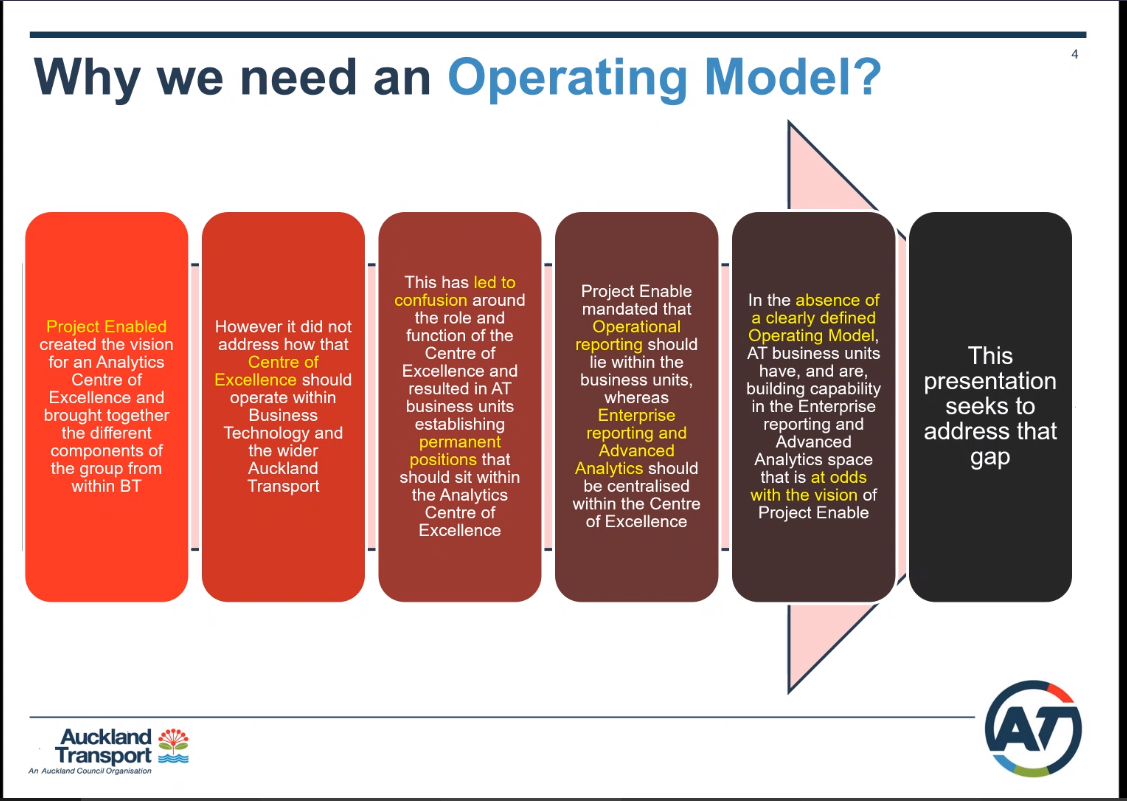 4
Why we need an Operating Model?
Project Enabled
created the vision
for an Analytics
Centre of
Excellence and
brought together
the different
components of
the group from
within BT
However it did not
address how that
Centre of
Excellence should
operate within
Business
Technology and
the wider
Auckland
Transport
This has led to
confusion around
the role and
function of the
Centre of
Excellence and
resulted in AT
business units
establishing
permanent
positions that
should sit within
the Analytics
Centre of
Excellence
Project Enable
mandated that
Operational
reporting should
lie within the
business units,
whereas
Enterprise
reporting and
Advanced
Analytics should
be centralised
within the Centre
of Excellence
In the absence of
a clearly defined
Operating Model,
AT business units
have, and are,
building capability
in the Enterprise
reporting and
Advanced
Analytics space
that is at odds
with the vision of
Project Enable
This
presentation
seeks to
address that
gap
Auckland
Transport
An Auckland Council Organisation
AT